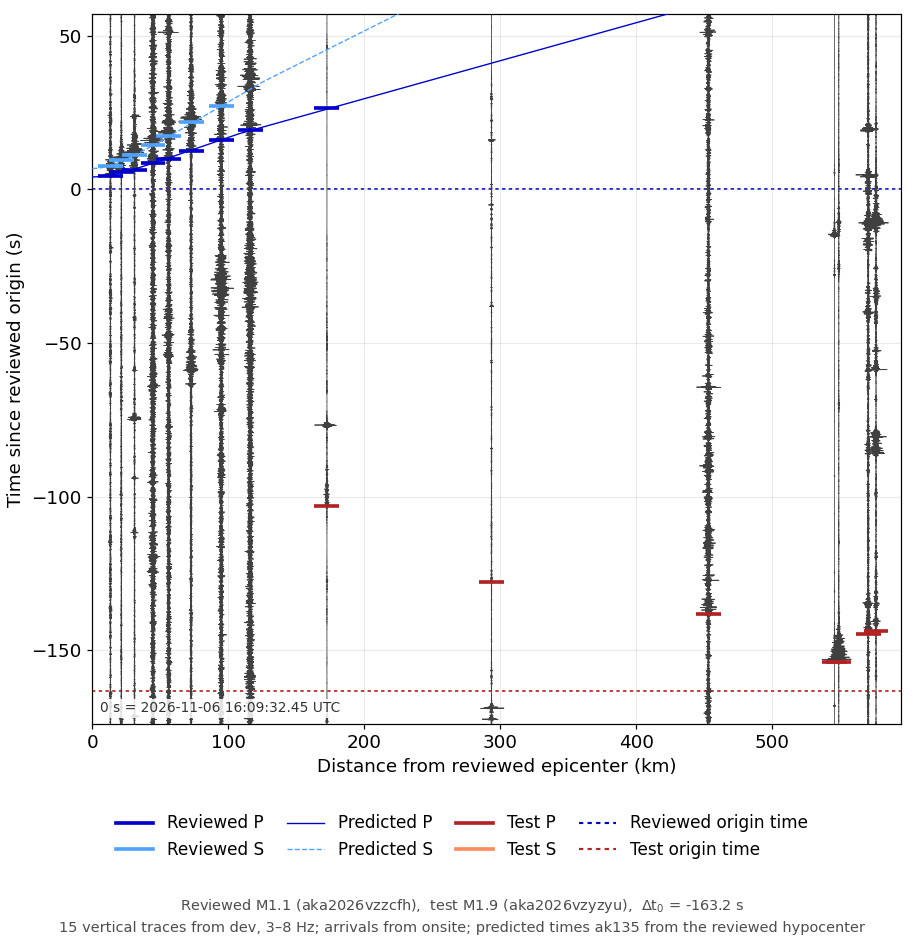 50
0
−50
−100
−150
Time since reviewed origin (s)
0 s = 2026-11-06 16:09:32.45 UTC
0 100 200 300 400 500
Distance from reviewed epicenter (km)
Reviewed P Predicted P Test P Reviewed origin time
Reviewed S Predicted S Test S Test origin time
Reviewed M1.1 (aka2026vzzcfh), test M1.9 (aka2026vzyzyu), Δt₀ = -163.2 s
15 vertical traces from dev, 3–8 Hz; arrivals from onsite; predicted times ak135 from the reviewed hypocenter